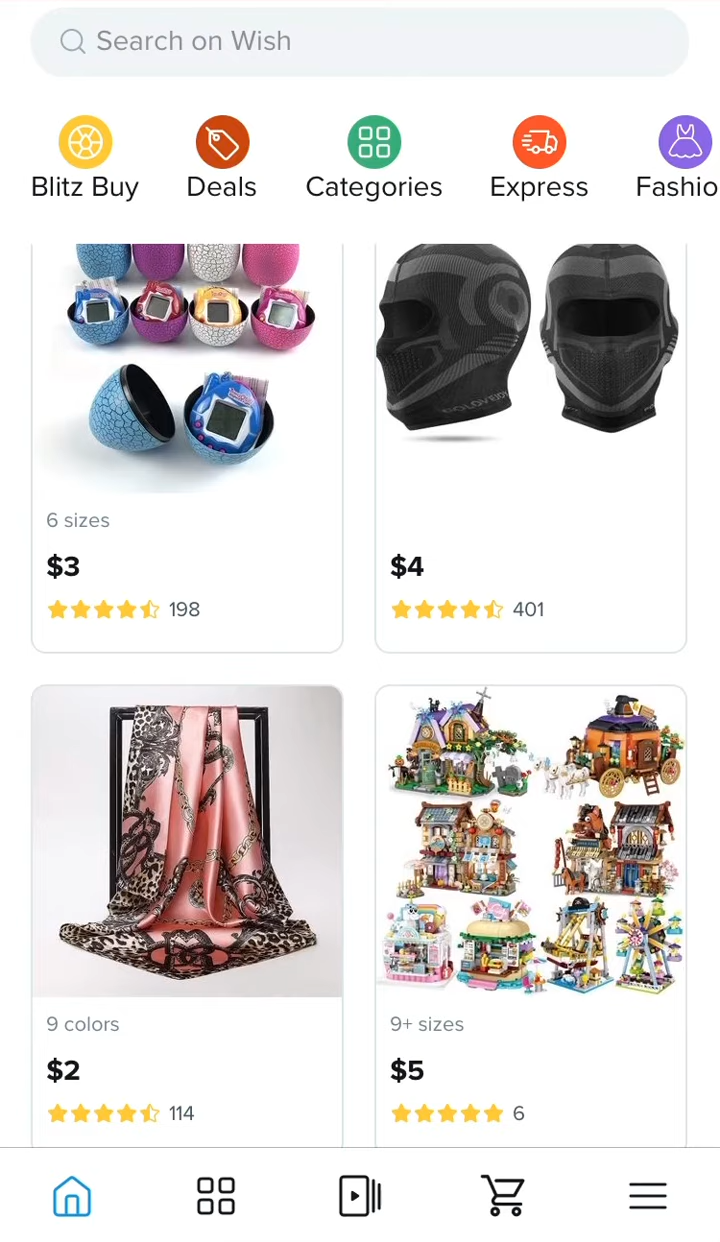 Search on Wish
Blitz Buy
Deals
Categories
Express
Fashio
6 sizes
$3
198
$4
401
9 colors
$2
114
9+ sizes
$5
6